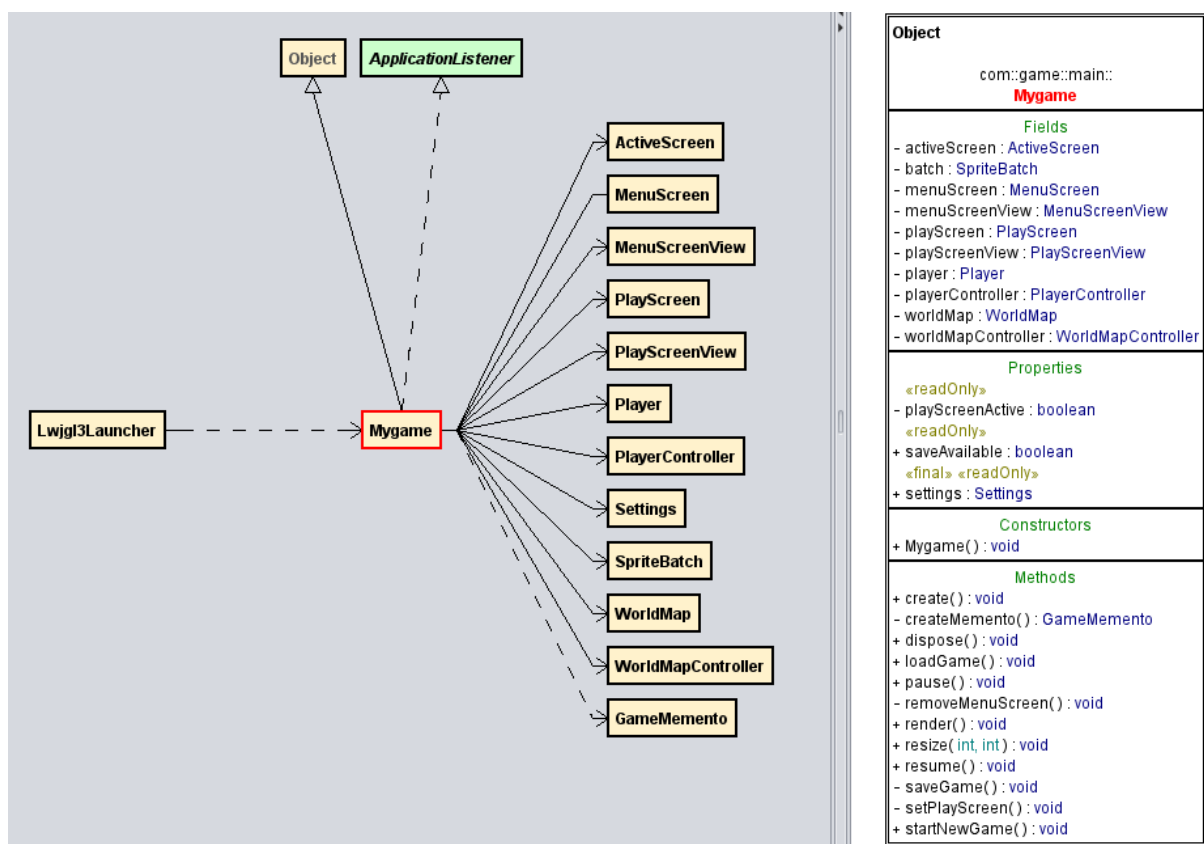 Object
ApplicationListener
ActiveScreen
MenuScreen
MenuScreenView
PlayScreen
PlayScreenView
Player
PlayerController
Settings
SpriteBatch
WorldMap
WorldMapController
GameMemento
Lwjgl3Launcher
Mygame
Object
com::game::main::
Mygame
Fields
- activeScreen : ActiveScreen
- batch : SpriteBatch
- menuScreen : MenuScreen
- menuScreenView : MenuScreenView
- playScreen : PlayScreen
- playScreenView : PlayScreenView
- player : Player
- playerController : PlayerController
- worldMap : WorldMap
- worldMapController : WorldMapController
Properties
«readOnly»
- playScreenActive : boolean
«readOnly»
+ saveAvailable : boolean
«final» «readOnly»
+ settings : Settings
Constructors
+ Mygame( ) : void
Methods
+ create( ) : void
- createMemento( ) : GameMemento
+ dispose( ) : void
+ loadGame( ) : void
+ pause( ) : void
- removeMenuScreen( ) : void
+ render( ) : void
+ resize( int, int ) : void
+ resume( ) : void
- saveGame( ) : void
- setPlayScreen( ) : void
+ startNewGame( ) : void